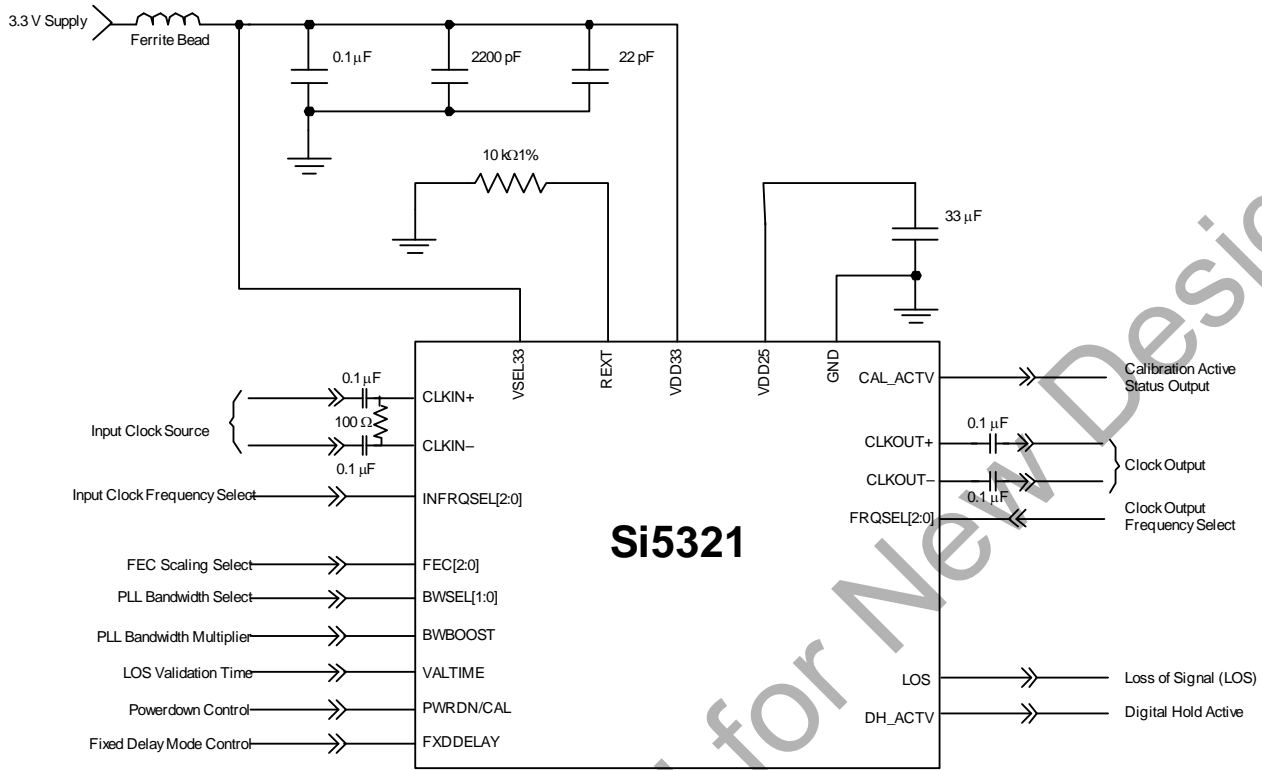 3.3 V Supply
Ferrite Bead
0.1 μF
2200 pF
22 pF
10 kΩ 1%
33 μF
VSEL33
REXT
VDD33
VDD25
GND
Input Clock Source
0.1 μF
100 Ω
0.1 μF
CLKIN+
CLKIN–
Input Clock Frequency Select
INFRQSEL[2:0]
FEC Scaling Select
FEC[2:0]
PLL Bandwidth Select
BWSEL[1:0]
PLL Bandwidth Multiplier
BWBOOST
LOS Validation Time
VALTIME
Powerdown Control
PWRDN/CAL
Fixed Delay Mode Control
FXDDELAY
Si5321
CAL_ACTV
Calibration Active
Status Output
CLKOUT+
0.1 μF
CLKOUT–
0.1 μF
Clock Output
FRQSEL[2:0]
Clock Output
Frequency Select
LOS
Loss of Signal (LOS)
DH_ACTV
Digital Hold Active
for New Desig